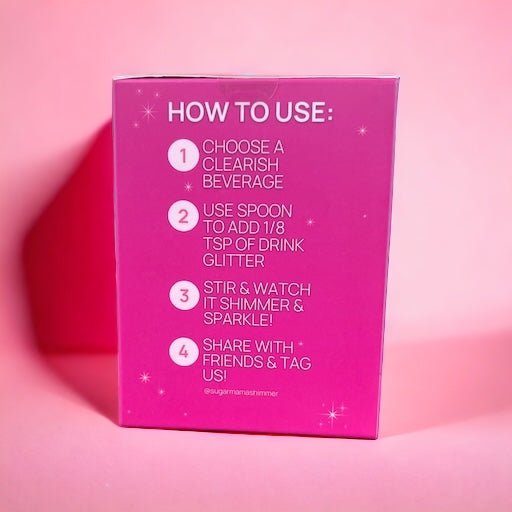 HOW TO USE:
1 CHOOSE A
CLEARISH
BEVERAGE
2 USE SPOON
TO ADD 1/8
TSP OF DRINK
GLITTER
3 STIR & WATCH
IT SHIMMER &
SPARKLE!
4 SHARE WITH
FRIENDS & TAG
US!
@sugarmamashimmer